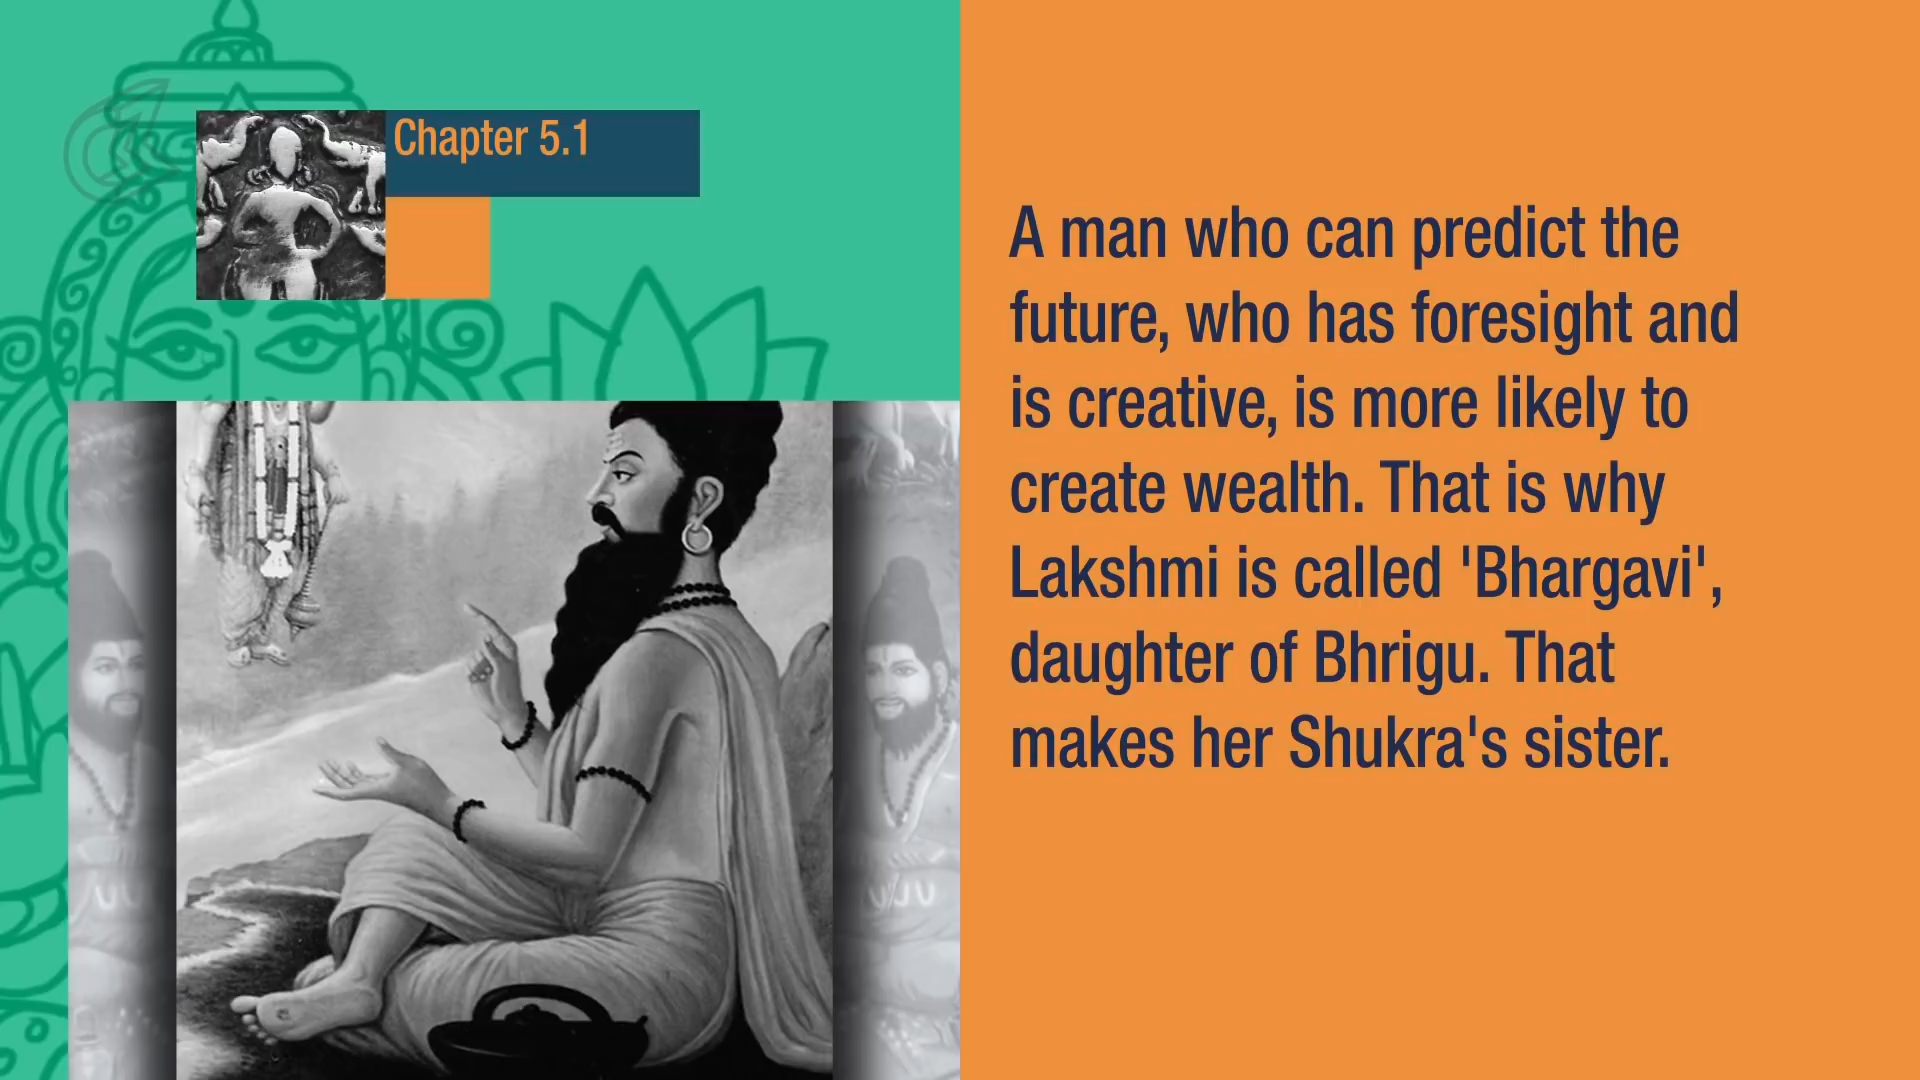 Chapter 5.1
A man who can predict the
future, who has foresight and
is creative, is more likely to
create wealth. That is why
Lakshmi is called 'Bhargavi',
daughter of Bhrigu. That
makes her Shukra's sister.